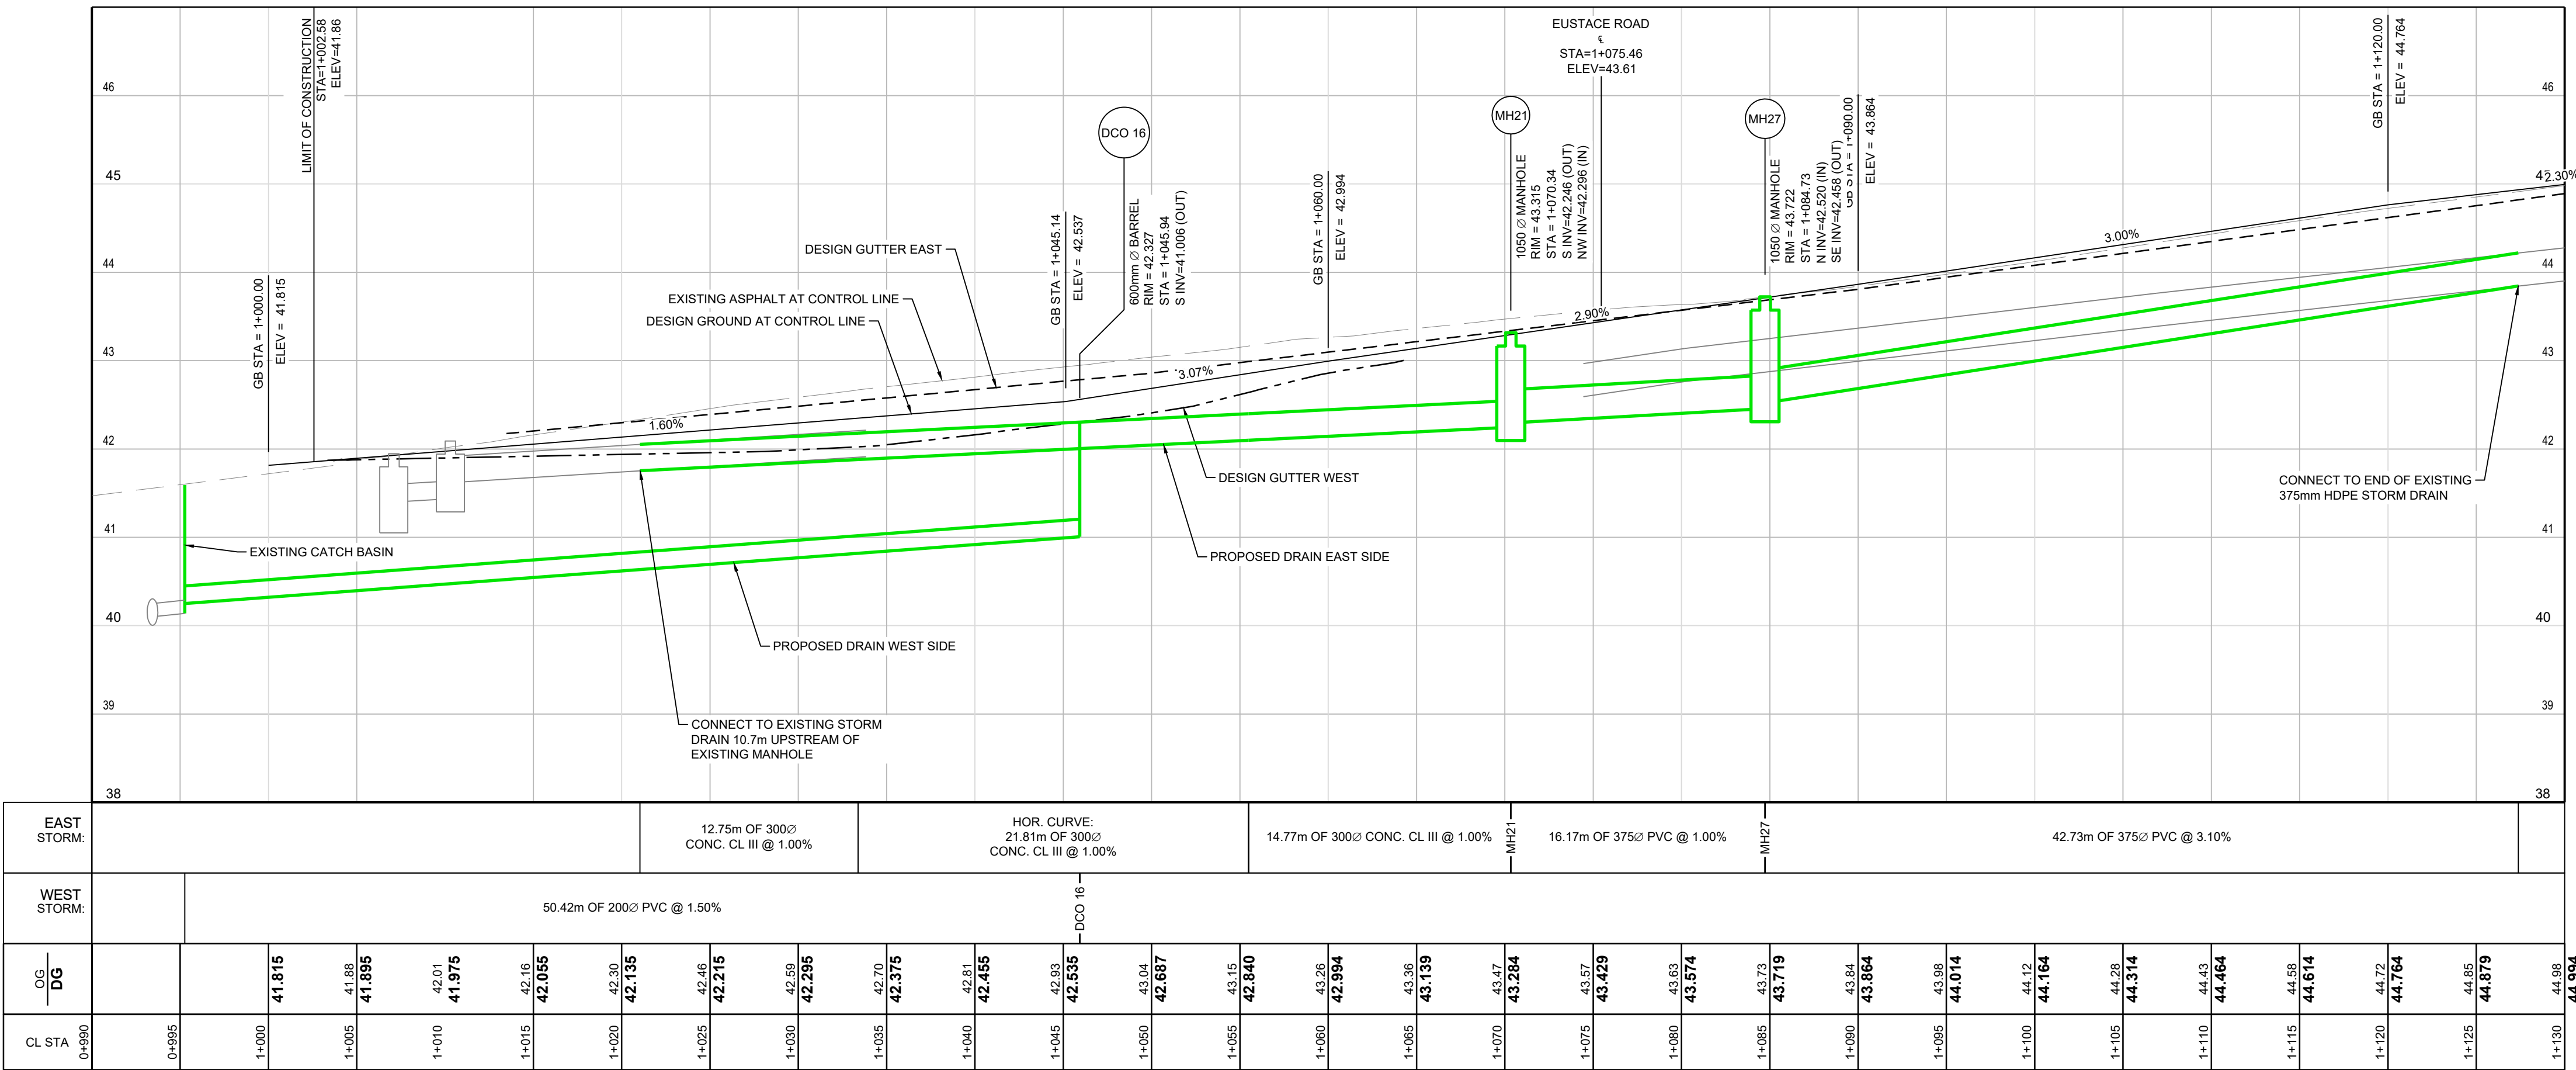 LIMIT OF CONSTRUCTION
STA=1+002.58
ELEV=41.86
EUSTACE ROAD
℄
STA=1+075.46
ELEV=43.61
GB STA = 1+120.00
ELEV = 44.764
46
46
45
45
44
44
43
43
42
42
41
41
40
40
39
39
38
38
GB STA = 1+000.00
ELEV = 41.815
DCO 16
600mm ∅ BARREL
RIM = 42.327
STA = 1+045.94
S INV=41.006 (OUT)
GB STA = 1+045.14
ELEV = 42.537
GB STA = 1+060.00
ELEV = 42.994
MH21
1050 ∅ MANHOLE
RIM = 43.315
STA = 1+070.34
S INV=42.246 (OUT)
NW INV=42.296 (IN)
MH27
1050 ∅ MANHOLE
RIM = 43.722
STA = 1+084.73
N INV=42.520 (IN)
SE INV=42.458 (OUT)
GB STA = 1+090.00
ELEV = 43.864
DESIGN GUTTER EAST
EXISTING ASPHALT AT CONTROL LINE
DESIGN GROUND AT CONTROL LINE
1.60%
3.07%
2.90%
3.00%
2.30%
DESIGN GUTTER WEST
CONNECT TO END OF EXISTING
375mm HDPE STORM DRAIN
EXISTING CATCH BASIN
PROPOSED DRAIN EAST SIDE
PROPOSED DRAIN WEST SIDE
CONNECT TO EXISTING STORM
DRAIN 10.7m UPSTREAM OF
EXISTING MANHOLE
EAST
STORM:
12.75m OF 300∅
CONC. CL III @ 1.00%
HOR. CURVE:
21.81m OF 300∅
CONC. CL III @ 1.00%
14.77m OF 300∅ CONC. CL III @ 1.00%
MH21
16.17m OF 375∅ PVC @ 1.00%
MH27
42.73m OF 375∅ PVC @ 3.10%
WEST
STORM:
50.42m OF 200∅ PVC @ 1.50%
DCO 16
OG
DG
41.815
41.88
41.895
42.01
41.975
42.16
42.055
42.30
42.135
42.46
42.215
42.59
42.295
42.70
42.375
42.81
42.455
42.93
42.535
43.04
42.687
43.15
42.840
43.26
42.994
43.36
43.139
43.47
43.284
43.57
43.429
43.63
43.574
43.73
43.719
43.84
43.864
43.98
44.014
44.12
44.164
44.28
44.314
44.43
44.464
44.58
44.614
44.72
44.764
44.85
44.879
44.98
44.994
CL STA
0+990
0+995
1+000
1+005
1+010
1+015
1+020
1+025
1+030
1+035
1+040
1+045
1+050
1+055
1+060
1+065
1+070
1+075
1+080
1+085
1+090
1+095
1+100
1+105
1+110
1+115
1+120
1+125
1+130